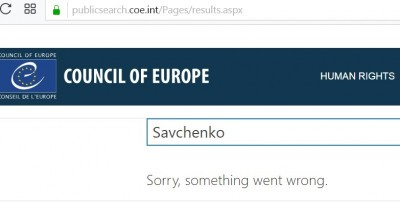 publicsearch.coe.int/Pages/results.aspx
COUNCIL OF EUROPE
CONSEIL DE L'EUROPE
COUNCIL OF EUROPE
HUMAN RIGHTS
Savchenko
Sorry, something went wrong.